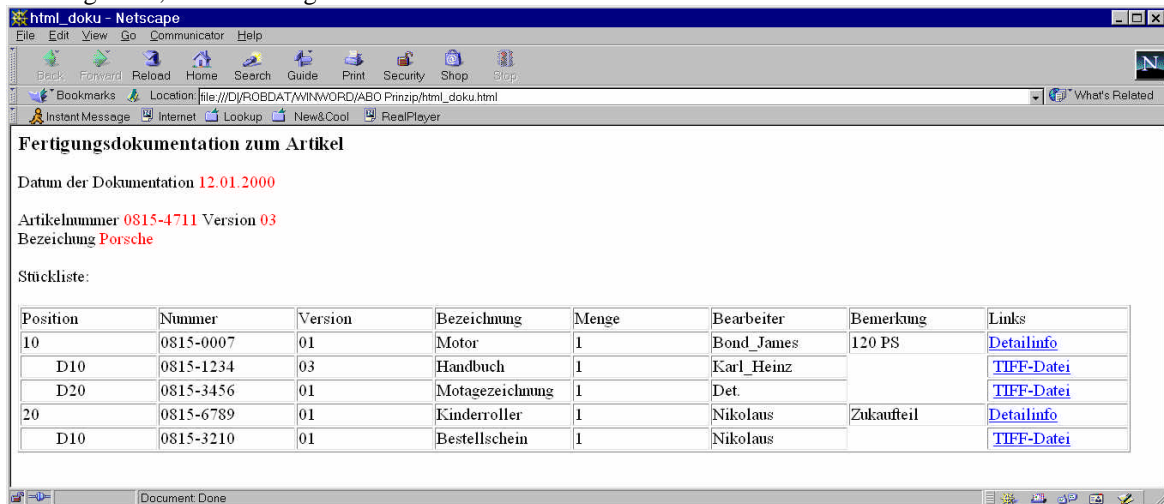 html_doku - Netscape
File Edit View Go Communicator Help
Back Forward Reload Home Search Guide Print Security Shop Stop
Bookmarks Location: file:///D|/ROBDAT/WINWORD/ABO Prinzip/html_doku.html What's Related
Instant Message Internet Lookup New&Cool RealPlayer
Fertigungsdokumentation zum Artikel
Datum der Dokumentation 12.01.2000
Artikelnummer 0815-4711 Version 03
Bezeichung Porsche
Stückliste:
Position Nummer Version Bezeichnung Menge Bearbeiter Bemerkung Links
10 0815-0007 01 Motor 1 Bond_James 120 PS Detailinfo
D10 0815-1234 03 Handbuch 1 Karl_Heinz TIFF-Datei
D20 0815-3456 01 Motagezeichnung 1 Det. TIFF-Datei
20 0815-6789 01 Kinderroller 1 Nikolaus Zukaufteil Detailinfo
D10 0815-3210 01 Bestellschein 1 Nikolaus TIFF-Datei
Document: Done